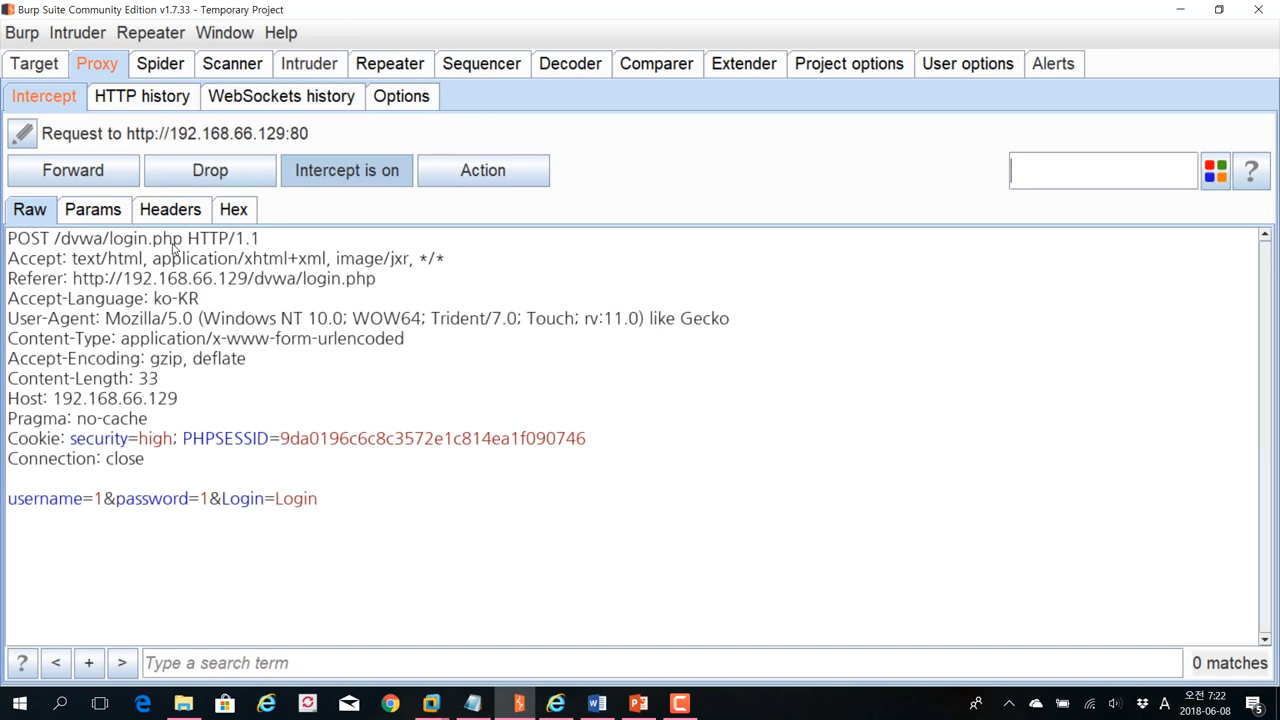 Burp Suite Community Edition v1.7.33 - Temporary Project
Burp Intruder Repeater Window Help
Target Proxy Spider Scanner Intruder Repeater Sequencer Decoder Comparer Extender Project options User options Alerts
Intercept HTTP history WebSockets history Options
Request to http://192.168.66.129:80
Forward Drop Intercept is on Action ?
Raw Params Headers Hex
POST /dvwa/login.php HTTP/1.1
Accept: text/html, application/xhtml+xml, image/jxr, */*
Referer: http://192.168.66.129/dvwa/login.php
Accept-Language: ko-KR
User-Agent: Mozilla/5.0 (Windows NT 10.0; WOW64; Trident/7.0; Touch; rv:11.0) like Gecko
Content-Type: application/x-www-form-urlencoded
Accept-Encoding: gzip, deflate
Content-Length: 33
Host: 192.168.66.129
Pragma: no-cache
Cookie: security=high; PHPSESSID=9da0196c6c8c3572e1c814ea1f090746
Connection: close
username=1&password=1&Login=Login
? < + > Type a search term 0 matches
A 오전 7:22
2018-06-08 5